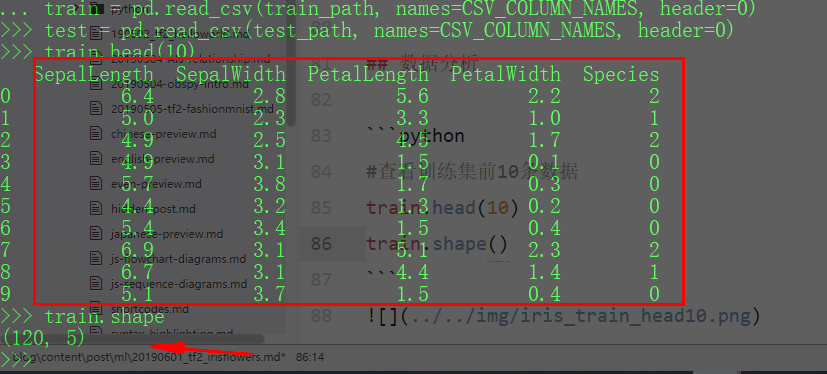 ... train = pd.read_csv(train_path, names=CSV_COLUMN_NAMES, header=0)
>>> test = pd.read_csv(test_path, names=CSV_COLUMN_NAMES, header=0)
>>> train.head(10)
SepalLength SepalWidth PetalLength PetalWidth Species
0 6.4 2.8 5.6 2.2 2
1 5.0 2.3 3.3 1.0 1
2 4.9 2.5 4.5 1.7 2
3 4.9 3.1 1.5 0.1 0
4 5.7 3.8 1.7 0.3 0
5 4.4 3.2 1.3 0.2 0
6 5.4 3.4 1.5 0.4 0
7 6.9 3.1 5.1 2.3 2
8 6.7 3.1 4.4 1.4 1
9 5.1 3.7 1.5 0.4 0
>>> train.shape
(120, 5)
>>>
python
20190504-oospy-intro.md
20190505-tf2-fashionmnist.md
chinese-preview.md
english-preview.md
even-preview.md
hidden-post.md
japanese-preview.md
js-flowchart-diagrams.md
js-sequence-diagrams.md
shortcodes.md
syntax-highlighting.md
## 数据分析
82
83 ```python
84 #查看训练集前10条数据
85 train.head(10)
86 train.shape()
87 ```
88 ![](../../img/iris_train_head10.png)
blog\content\post\ml\20190601_tf2_irisflowers.md* 86:14